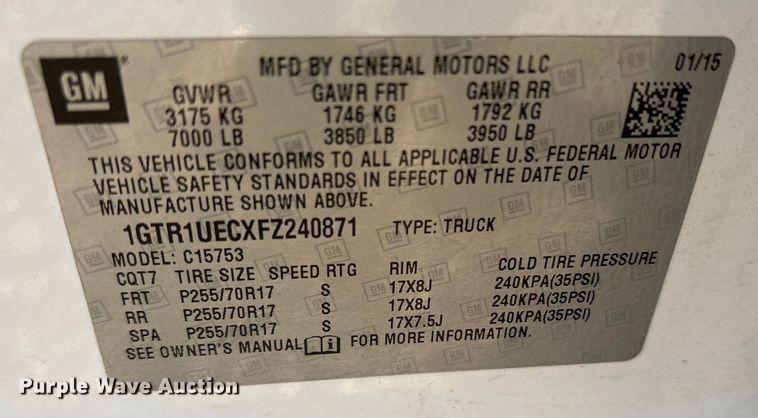 GM
MFD BY GENERAL MOTORS LLC 01/15
GVWR GAWR FRT GAWR RR
3175 KG 1746 KG 1792 KG
7000 LB 3850 LB 3950 LB
THIS VEHICLE CONFORMS TO ALL APPLICABLE U.S. FEDERAL MOTOR
VEHICLE SAFETY STANDARDS IN EFFECT ON THE DATE OF
MANUFACTURE SHOWN ABOVE.
1GTR1UECXFZ240871 TYPE: TRUCK
MODEL: C15753
CQT7 TIRE SIZE SPEED RTG RIM COLD TIRE PRESSURE
FRT P255/70R17 S 17X8J 240KPA(35PSI)
RR P255/70R17 S 17X8J 240KPA(35PSI)
SPA P255/70R17 S 17X7.5J 240KPA(35PSI)
SEE OWNER'S MANUAL FOR MORE INFORMATION.
Purple Wave Auction